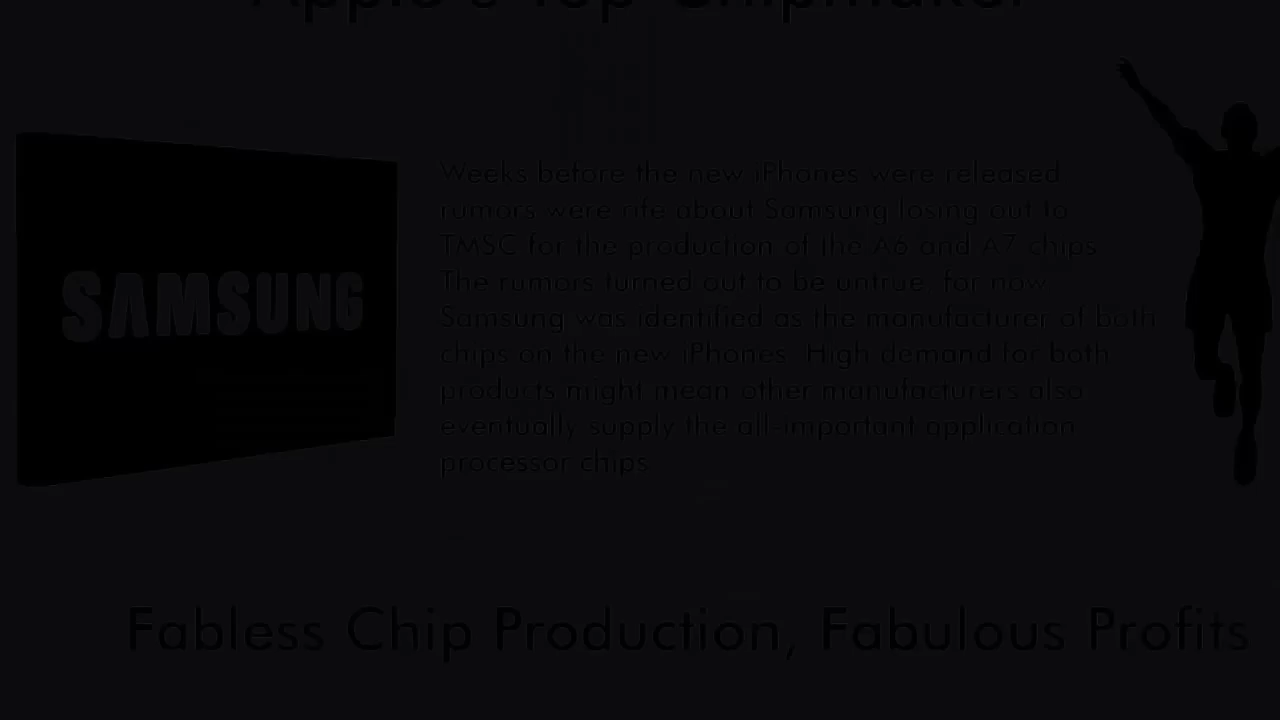 Apple's Top Chipmaker
SAMSUNG
Weeks before the new iPhones were released
rumors were rife about Samsung losing out to
TMSC for the production of the A6 and A7 chips.
The rumors turned out to be untrue, for now.
Samsung was identified as the manufacturer of both
chips on the new iPhones. High demand for both
products might mean other manufacturers also
eventually supply the all-important application
processor chips.
Fabless Chip Production, Fabulous Profits